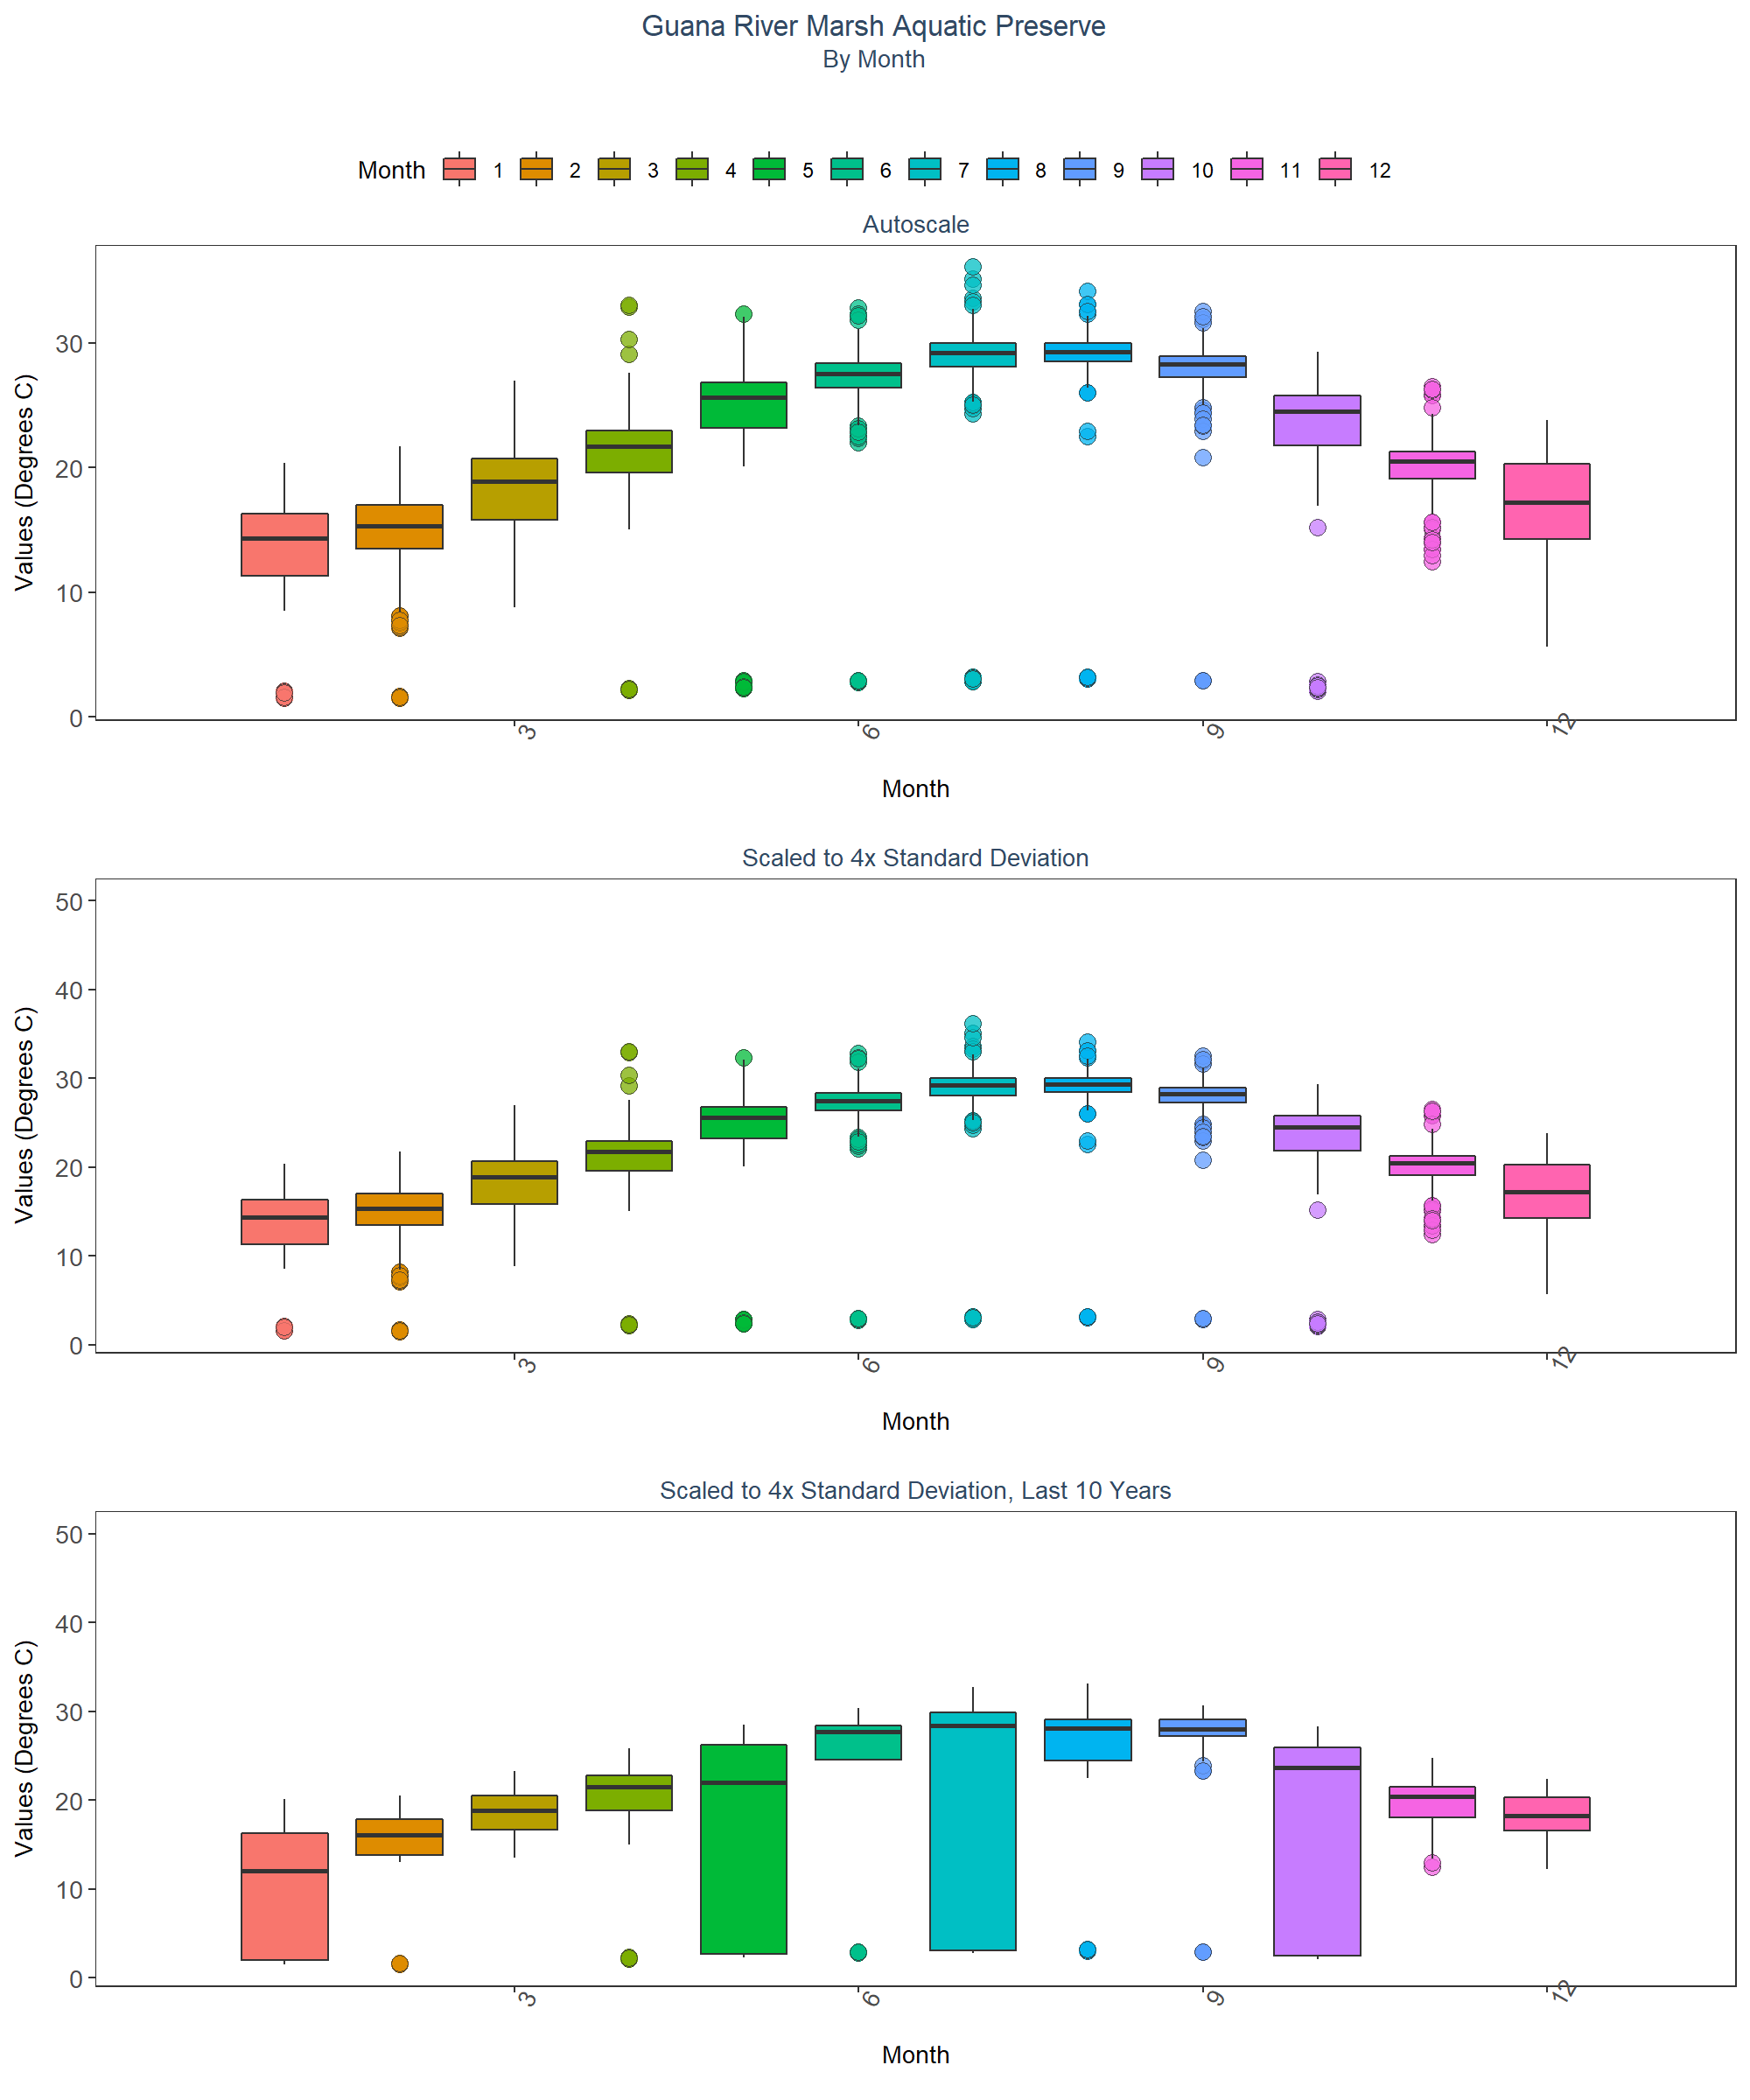 Guana River Marsh Aquatic Preserve
By Month
Month 1 2 3 4 5 6 7 8 9 10 11 12
Autoscale
Values (Degrees C)
30
20
10
0
3 6 9 12
Month
Scaled to 4x Standard Deviation
Values (Degrees C)
50
40
30
20
10
0
3 6 9 12
Month
Scaled to 4x Standard Deviation, Last 10 Years
Values (Degrees C)
50
40
30
20
10
0
3 6 9 12
Month